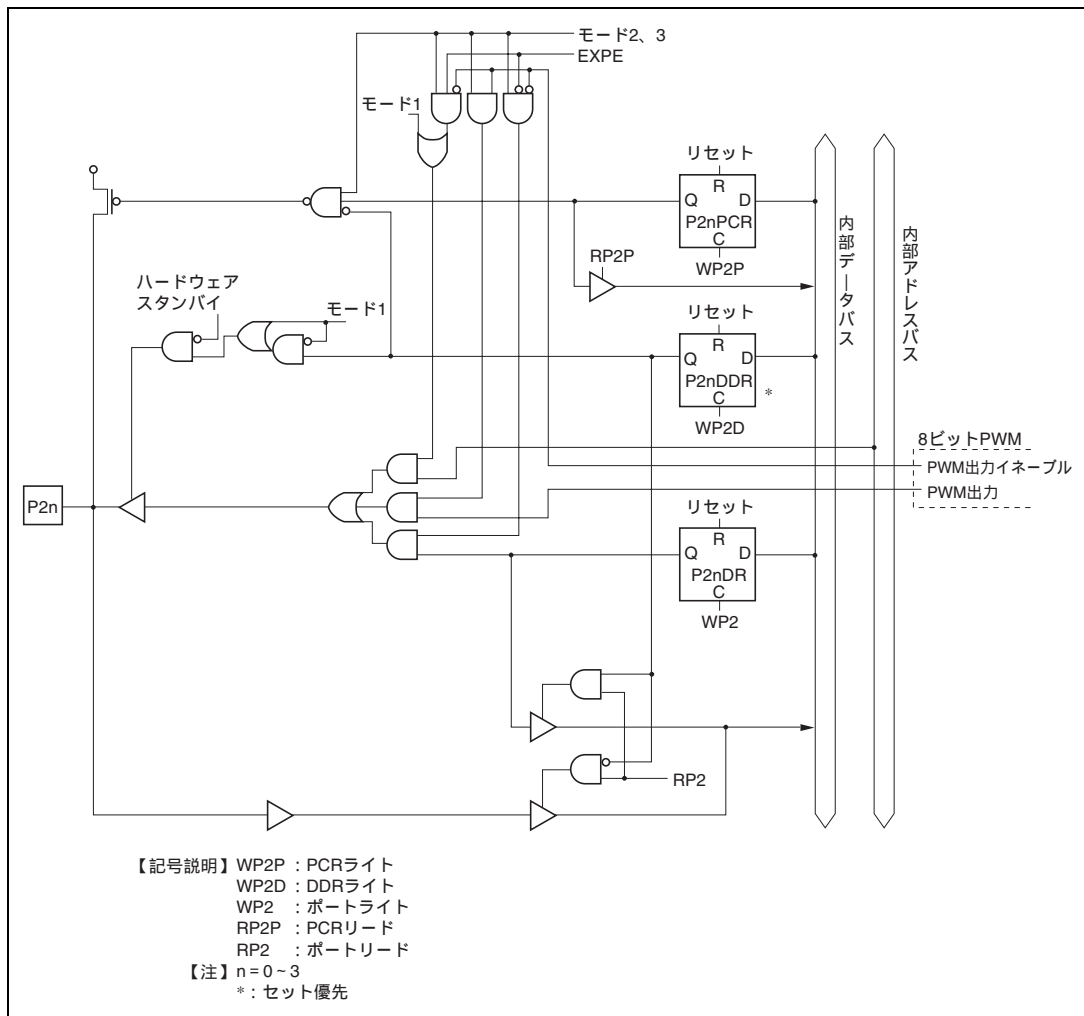 モード2、3
EXPE
モード1
リセット
R
Q D
P2nPCR
C
WP2P
RP2P
内部データバス
内部アドレスバス
ハードウェア
スタンバイ
モード1
リセット
R
Q D
P2nDDR
C
*
WP2D
8ビットPWM
PWM出力イネーブル
PWM出力
P2n
リセット
R
Q D
P2nDR
C
WP2
RP2
【記号説明】WP2P：PCRライト
WP2D：DDRライト
WP2：ポートライト
RP2P：PCRリード
RP2：ポートリード
【注】n=0~3
*：セット優先